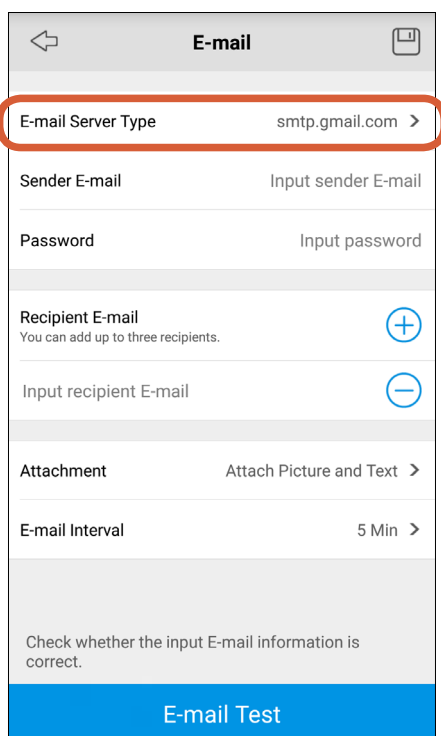 E-mail
E-mail Server Type smtp.gmail.com
Sender E-mail Input sender E-mail
Password Input password
Recipient E-mail
You can add up to three recipients.
Input recipient E-mail
Attachment Attach Picture and Text
E-mail Interval 5 Min
Check whether the input E-mail information is
correct.
E-mail Test